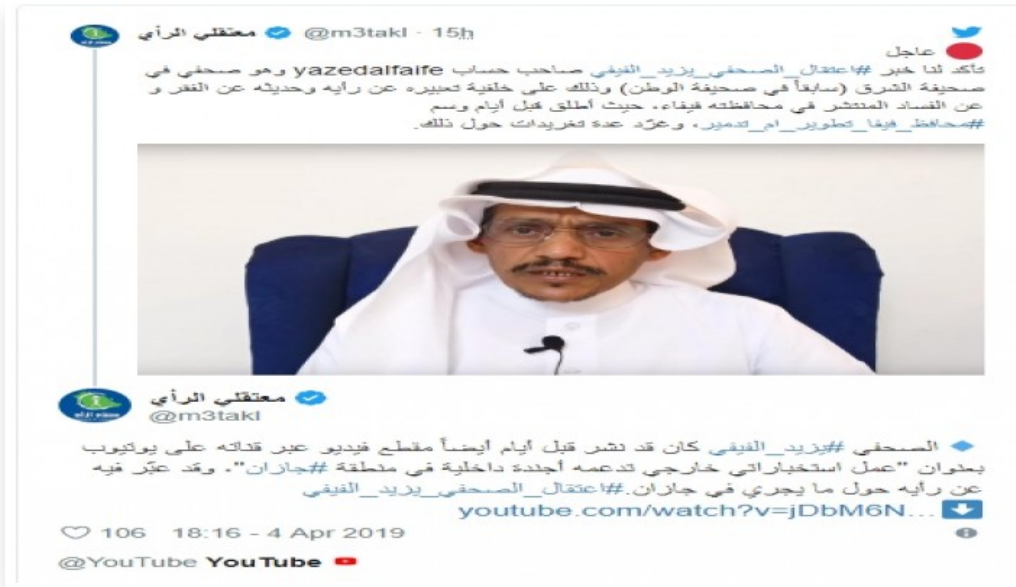 معتقلي الرأي @m3takl · 15h
عاجل
تأكد لنا خبر #اعتقال_الصحفي_يزيد_الفيفي صاحب حساب yazedalfaife وهو صحفي في
صحيفة الشرق (سابقاً في صحيفة الوطن) وذلك على خلفية تعبيره عن رأيه وحديثه عن الفقر و
عن الفساد المنتشر في محافظته فيفاء، حيث أطلق قبل أيام وسم
#محافظ_فيفا_تطوير_ام_تدمير، وغرّد عدة تغريدات حول ذلك.
معتقلي الرأي
@m3takl
الصحفي #يزيد_الفيفي كان قد نشر قبل أيام أيضاً مقطع فيديو عبر قناته على يوتيوب
بعنوان "عمل استخباراتي خارجي تدعمه أجندة داخلية في منطقة #جازان"، وقد عبّر فيه
عن رأيه حول ما يجري في جازان.#اعتقال_الصحفي_يزيد_الفيفي
youtube.com/watch?v=jDbM6N...
106 18:16 - 4 Apr 2019
@YouTube YouTube